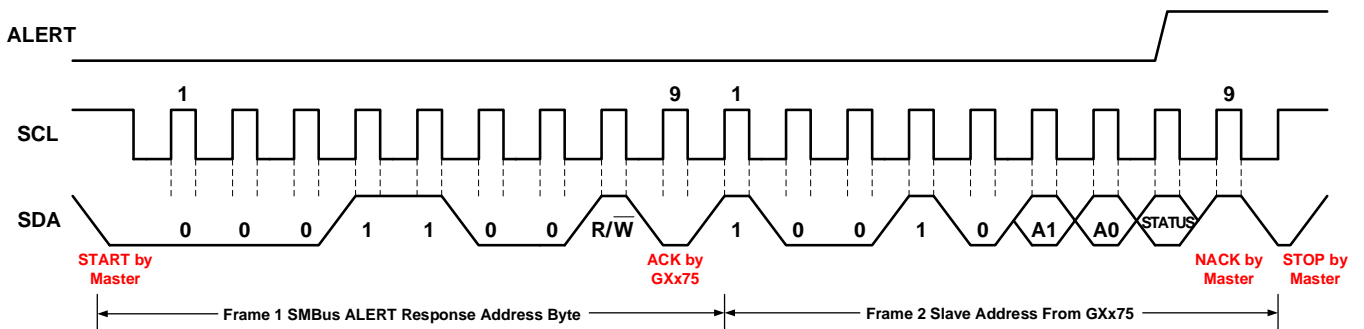 ALERT
1 9 1 9
SCL
SDA
0 0 0 1 1 0 0 R/W̅ 1 0 0 1 0 A1 A0 STATUS
START by
Master
ACK by
GXx75
NACK by
Master
STOP by
Master
Frame 1 SMBus ALERT Response Address Byte
Frame 2 Slave Address From GXx75